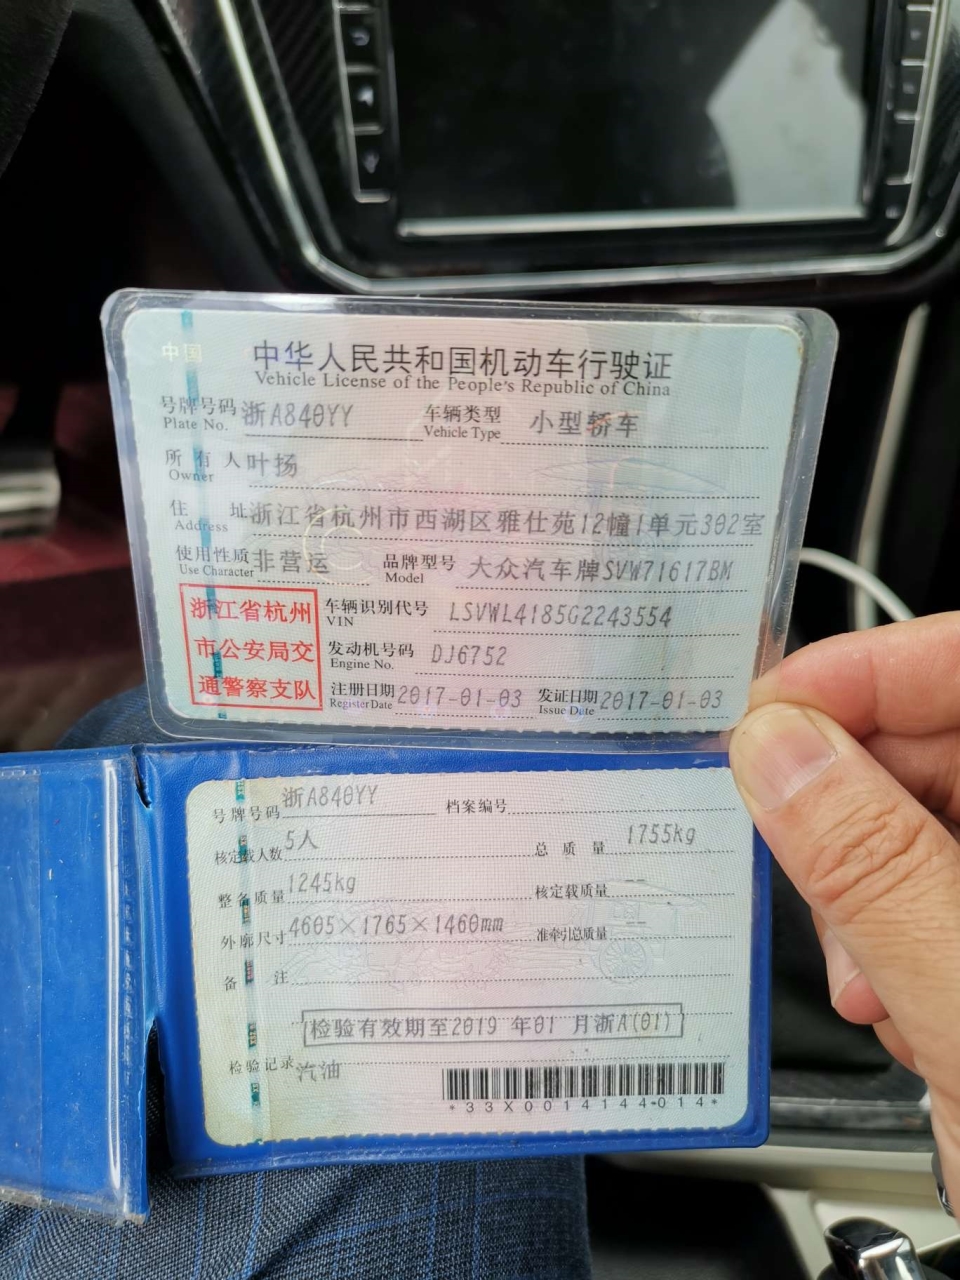 中国
中华人民共和国机动车行驶证
Vehicle License of the People's Republic of China
号牌号码 浙A840YY 车辆类型 小型轿车
Plate No. Vehicle Type
所有人 叶扬
Owner
住址 浙江省杭州市西湖区雅仕苑12幢1单元302室
Address
使用性质 非营运 品牌型号 大众汽车牌SVW71617BM
Use Character Model
浙江省杭州
市公安局交
通警察支队
车辆识别代号 LSVWL4185G2243554
VIN
发动机号码 DJ6752
Engine No.
注册日期 2017-01-03 发证日期 2017-01-03
Register Date Issue Date
号牌号码 浙A840YY 档案编号
核定载人数 5人 总质量 1755kg
整备质量 1245kg 核定载质量 --
外廓尺寸 4605×1765×1460mm 准牵引总质量 --
备注
检验有效期至2019 年01 月浙A(01)
检验记录 汽油
*33X0014144014*